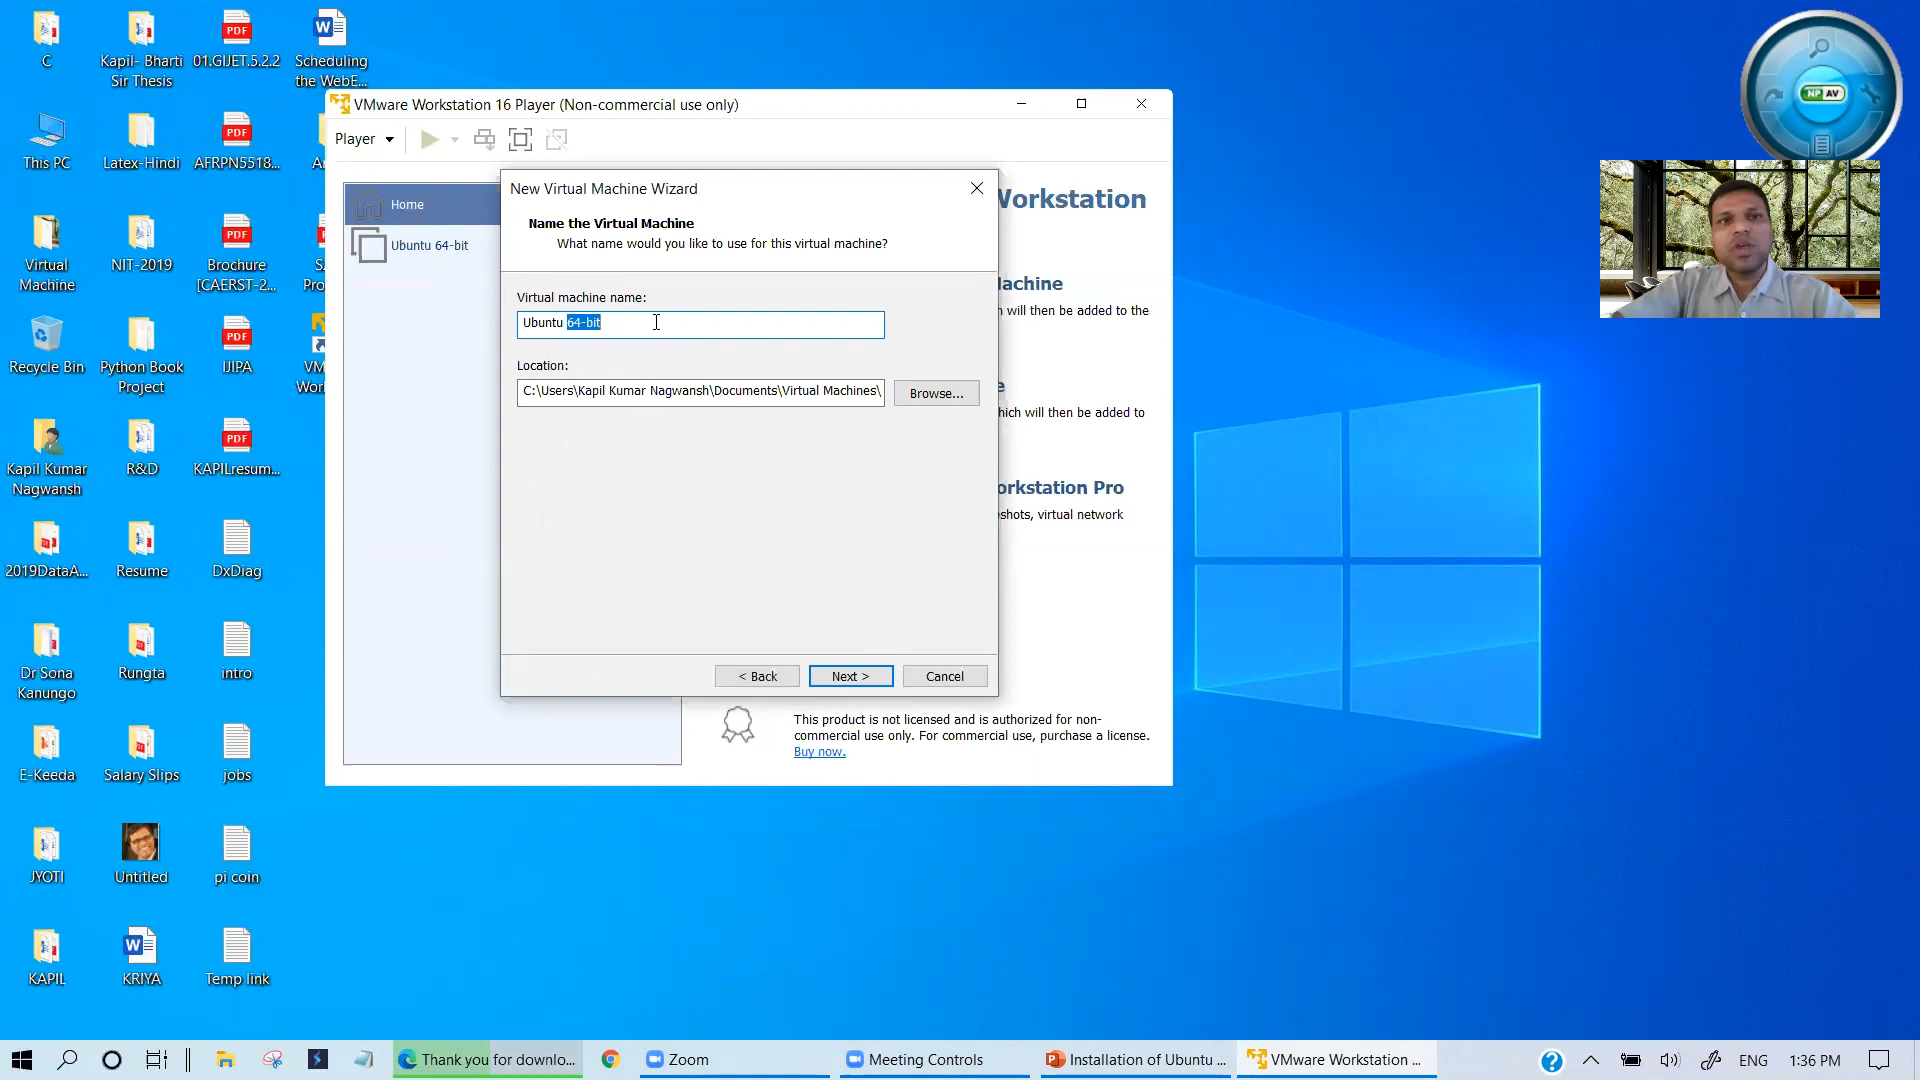 C
Kapil- Bharti
Sir Thesis
PDF
01.GIJET.5.2.2
W
Scheduling
the WebE...
This PC
Latex-Hindi
PDF
AFRPN5518...
Virtual
Machine
NIT-2019
PDF
Brochure
[CAERST-2...
Recycle Bin
Python Book
Project
PDF
IJIPA
Kapil Kumar
Nagwansh
R&D
PDF
KAPILresum...
2019DataA...
Resume
DxDiag
Dr Sona
Kanungo
Rungta
intro
E-Keeda
Salary Slips
jobs
JYOTI
Untitled
pi coin
KAPIL
W
KRIYA
Temp link
VMware Workstation 16 Player (Non-commercial use only)
Player
Home
Ubuntu 64-bit
New Virtual Machine Wizard
Name the Virtual Machine
What name would you like to use for this virtual machine?
Virtual machine name:
Ubuntu 64-bit
Location:
C:\Users\Kapil Kumar Nagwansh\Documents\Virtual Machines\
Browse...
< Back
Next >
Cancel
Workstation
achine
will then be added to the
e
hich will then be added to
orkstation Pro
shots, virtual network
This product is not licensed and is authorized for non-
commercial use only. For commercial use, purchase a license.
Buy now.
NP AV
Thank you for downlo...
Zoom
Meeting Controls
Installation of Ubuntu ...
VMware Workstation ...
ENG
1:36 PM